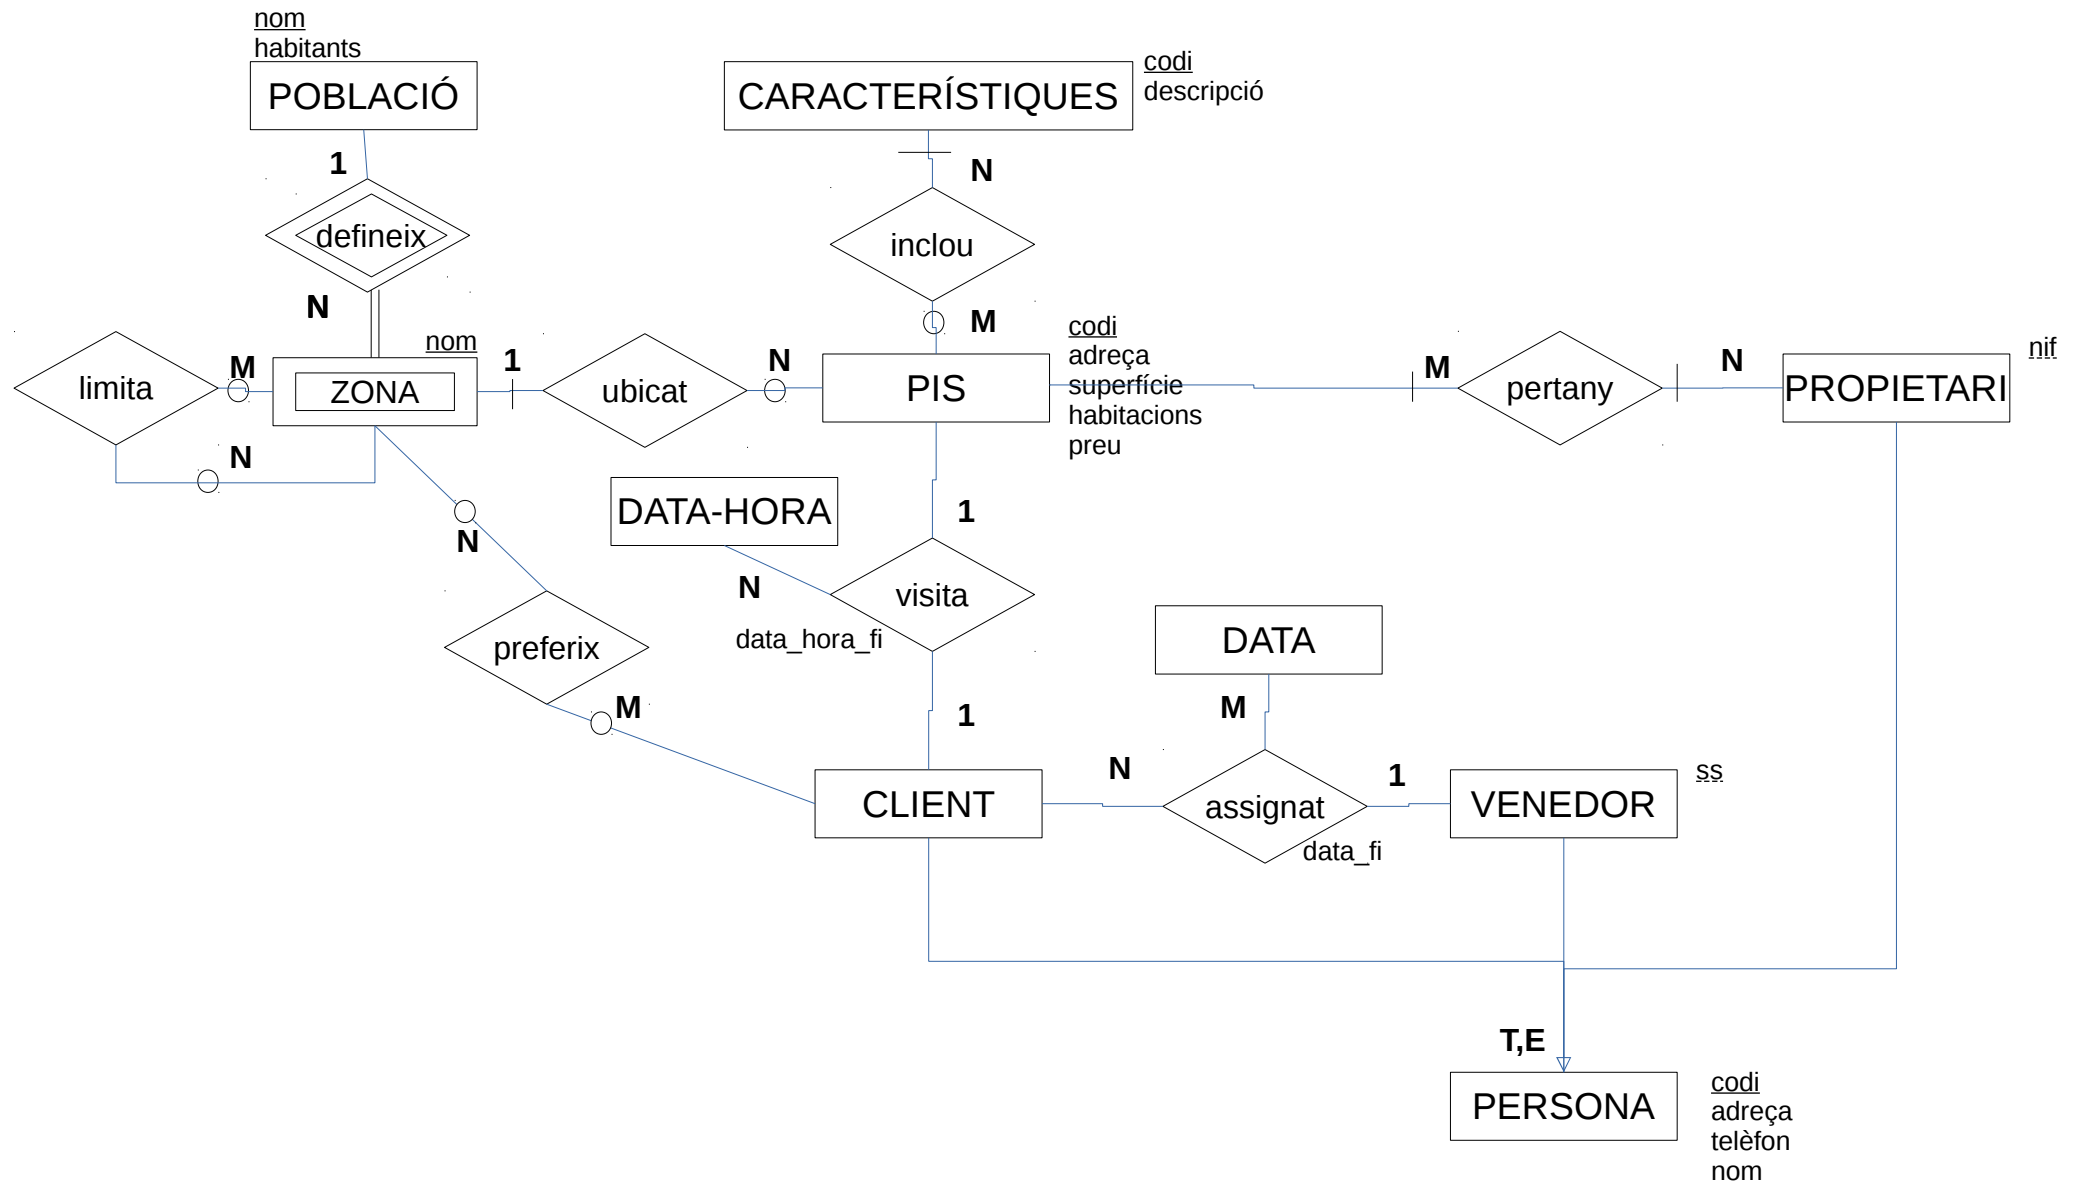 nom
habitants
POBLACIÓ
CARACTERÍSTIQUES
codi
descripció
1
N
defineix
inclou
N
M
limita
M
N
nom
ZONA
1
ubicat
N
PIS
codi
adreça
superfície
habitacions
preu
M
pertany
N
PROPIETARI
nif
DATA-HORA
N
1
N
visita
data_hora_fi
preferix
M
1
DATA
M
CLIENT
N
assignat
data_fi
1
VENEDOR
ss
T,E
PERSONA
codi
adreça
telèfon
nom